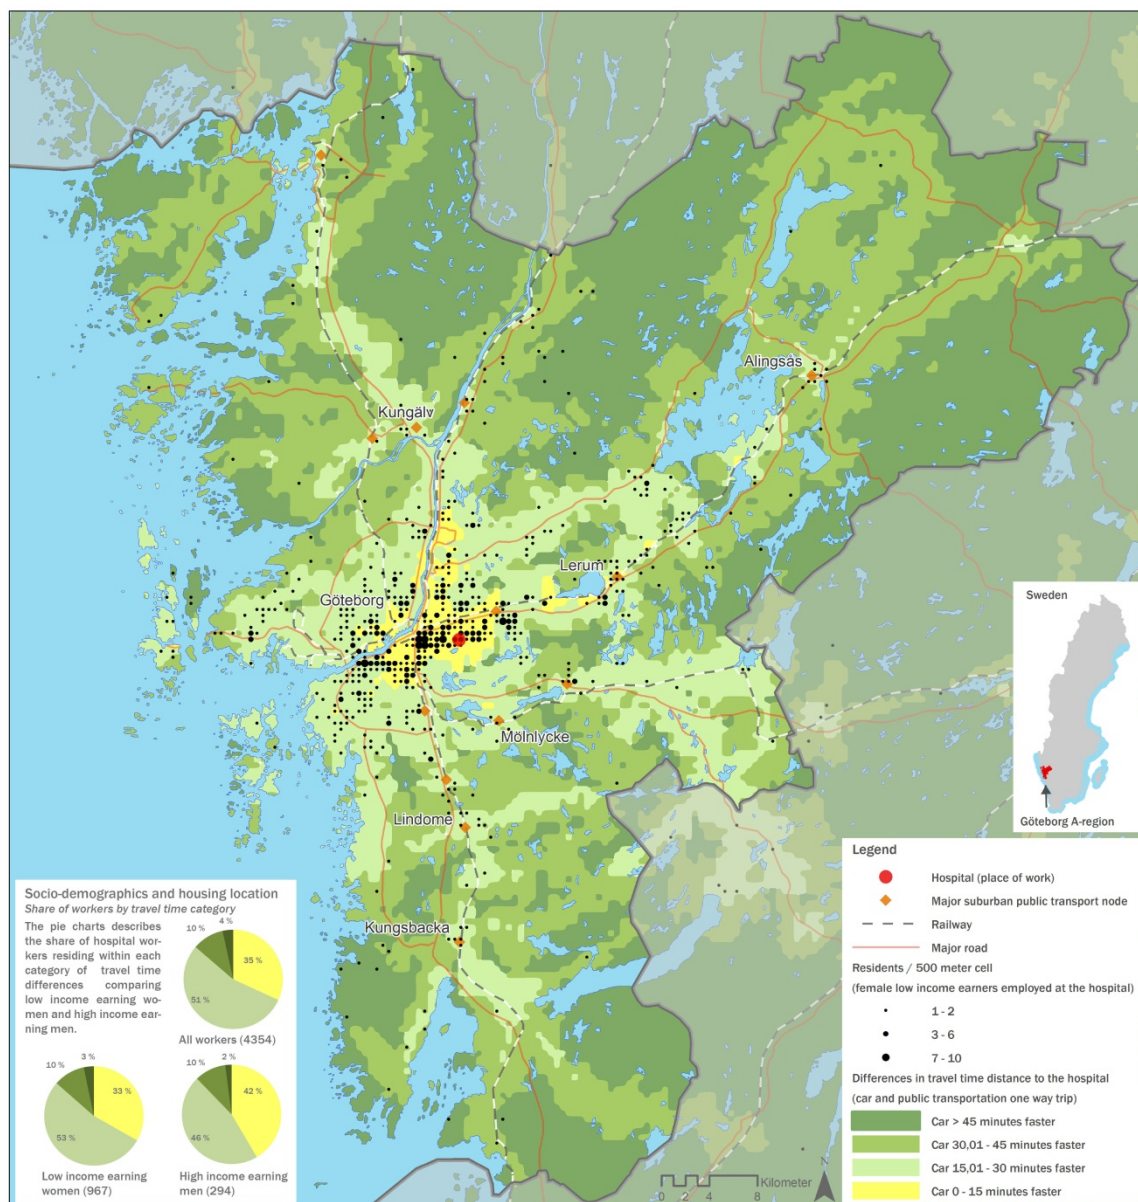 Alingsås
Kungälv
Lerum
Göteborg
Mölnlycke
Lindome
Kungsbacka
Sweden
Göteborg A-region
Socio-demographics and housing location
Share of workers by travel time category
The pie charts describes
the share of hospital wor-
kers residing within each
category of travel time
differences comparing
low income earning wo-
men and high income ear-
ning men.
4 %
10 %
35 %
51 %
All workers (4354)
3 %
10 %
33 %
53 %
Low income earning
women (967)
2 %
10 %
42 %
46 %
High income earning
men (294)
Legend
Hospital (place of work)
Major suburban public transport node
Railway
Major road
Residents / 500 meter cell
(female low income earners employed at the hospital)
1 - 2
3 - 6
7 - 10
Differences in travel time distance to the hospital
(car and public transportation one way trip)
Car > 45 minutes faster
Car 30,01 - 45 minutes faster
Car 15,01 - 30 minutes faster
Car 0 - 15 minutes faster
Kilometer
0 2 4 8
N